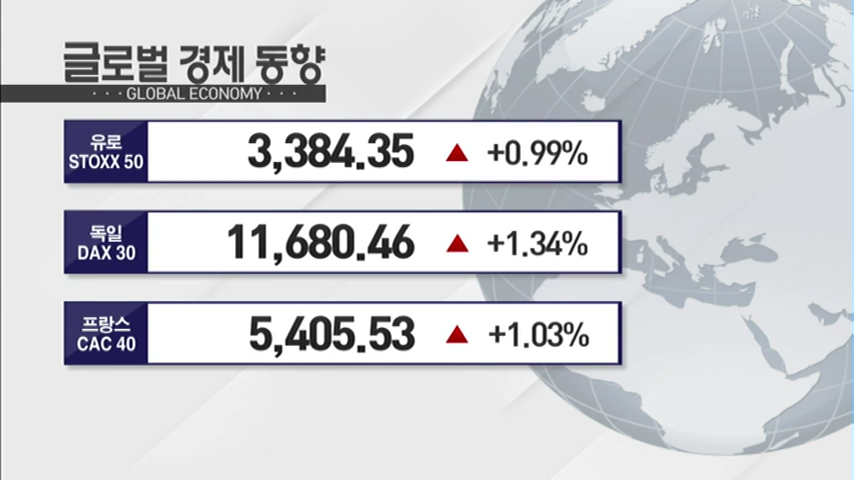 글로벌 경제 동향
···GLOBAL ECONOMY···
유로
STOXX 50
3,384.35 ▲ +0.99%
독일
DAX 30
11,680.46 ▲ +1.34%
프랑스
CAC 40
5,405.53 ▲ +1.03%